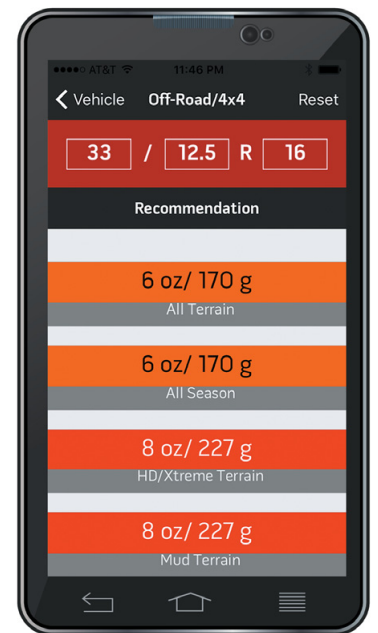 AT&T 11:46 PM
Vehicle Off-Road/4x4 Reset
33 / 12.5 R 16
Recommendation
6 oz/ 170 g
All Terrain
6 oz/ 170 g
All Season
8 oz/ 227 g
HD/Xtreme Terrain
8 oz/ 227 g
Mud Terrain